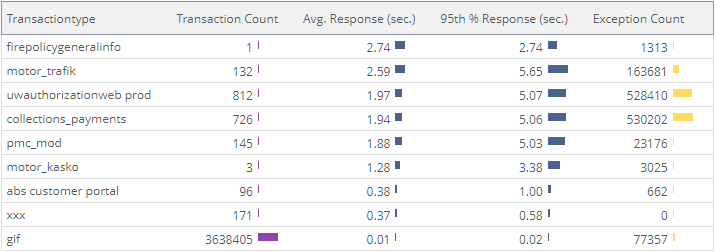 Transactiontype Transaction Count Avg. Response (sec.) 95th % Response (sec.) Exception Count
firepolicygeneralinfo 1 2.74 2.74 1313
motor_trafik 132 2.59 5.65 163681
uwauthorizationweb prod 812 1.97 5.07 528410
collections_payments 726 1.94 5.06 530202
pmc_mod 145 1.88 5.03 23176
motor_kasko 3 1.28 3.38 3025
abs customer portal 96 0.38 1.00 662
xxx 171 0.37 0.58 0
gif 3638405 0.01 0.02 77357